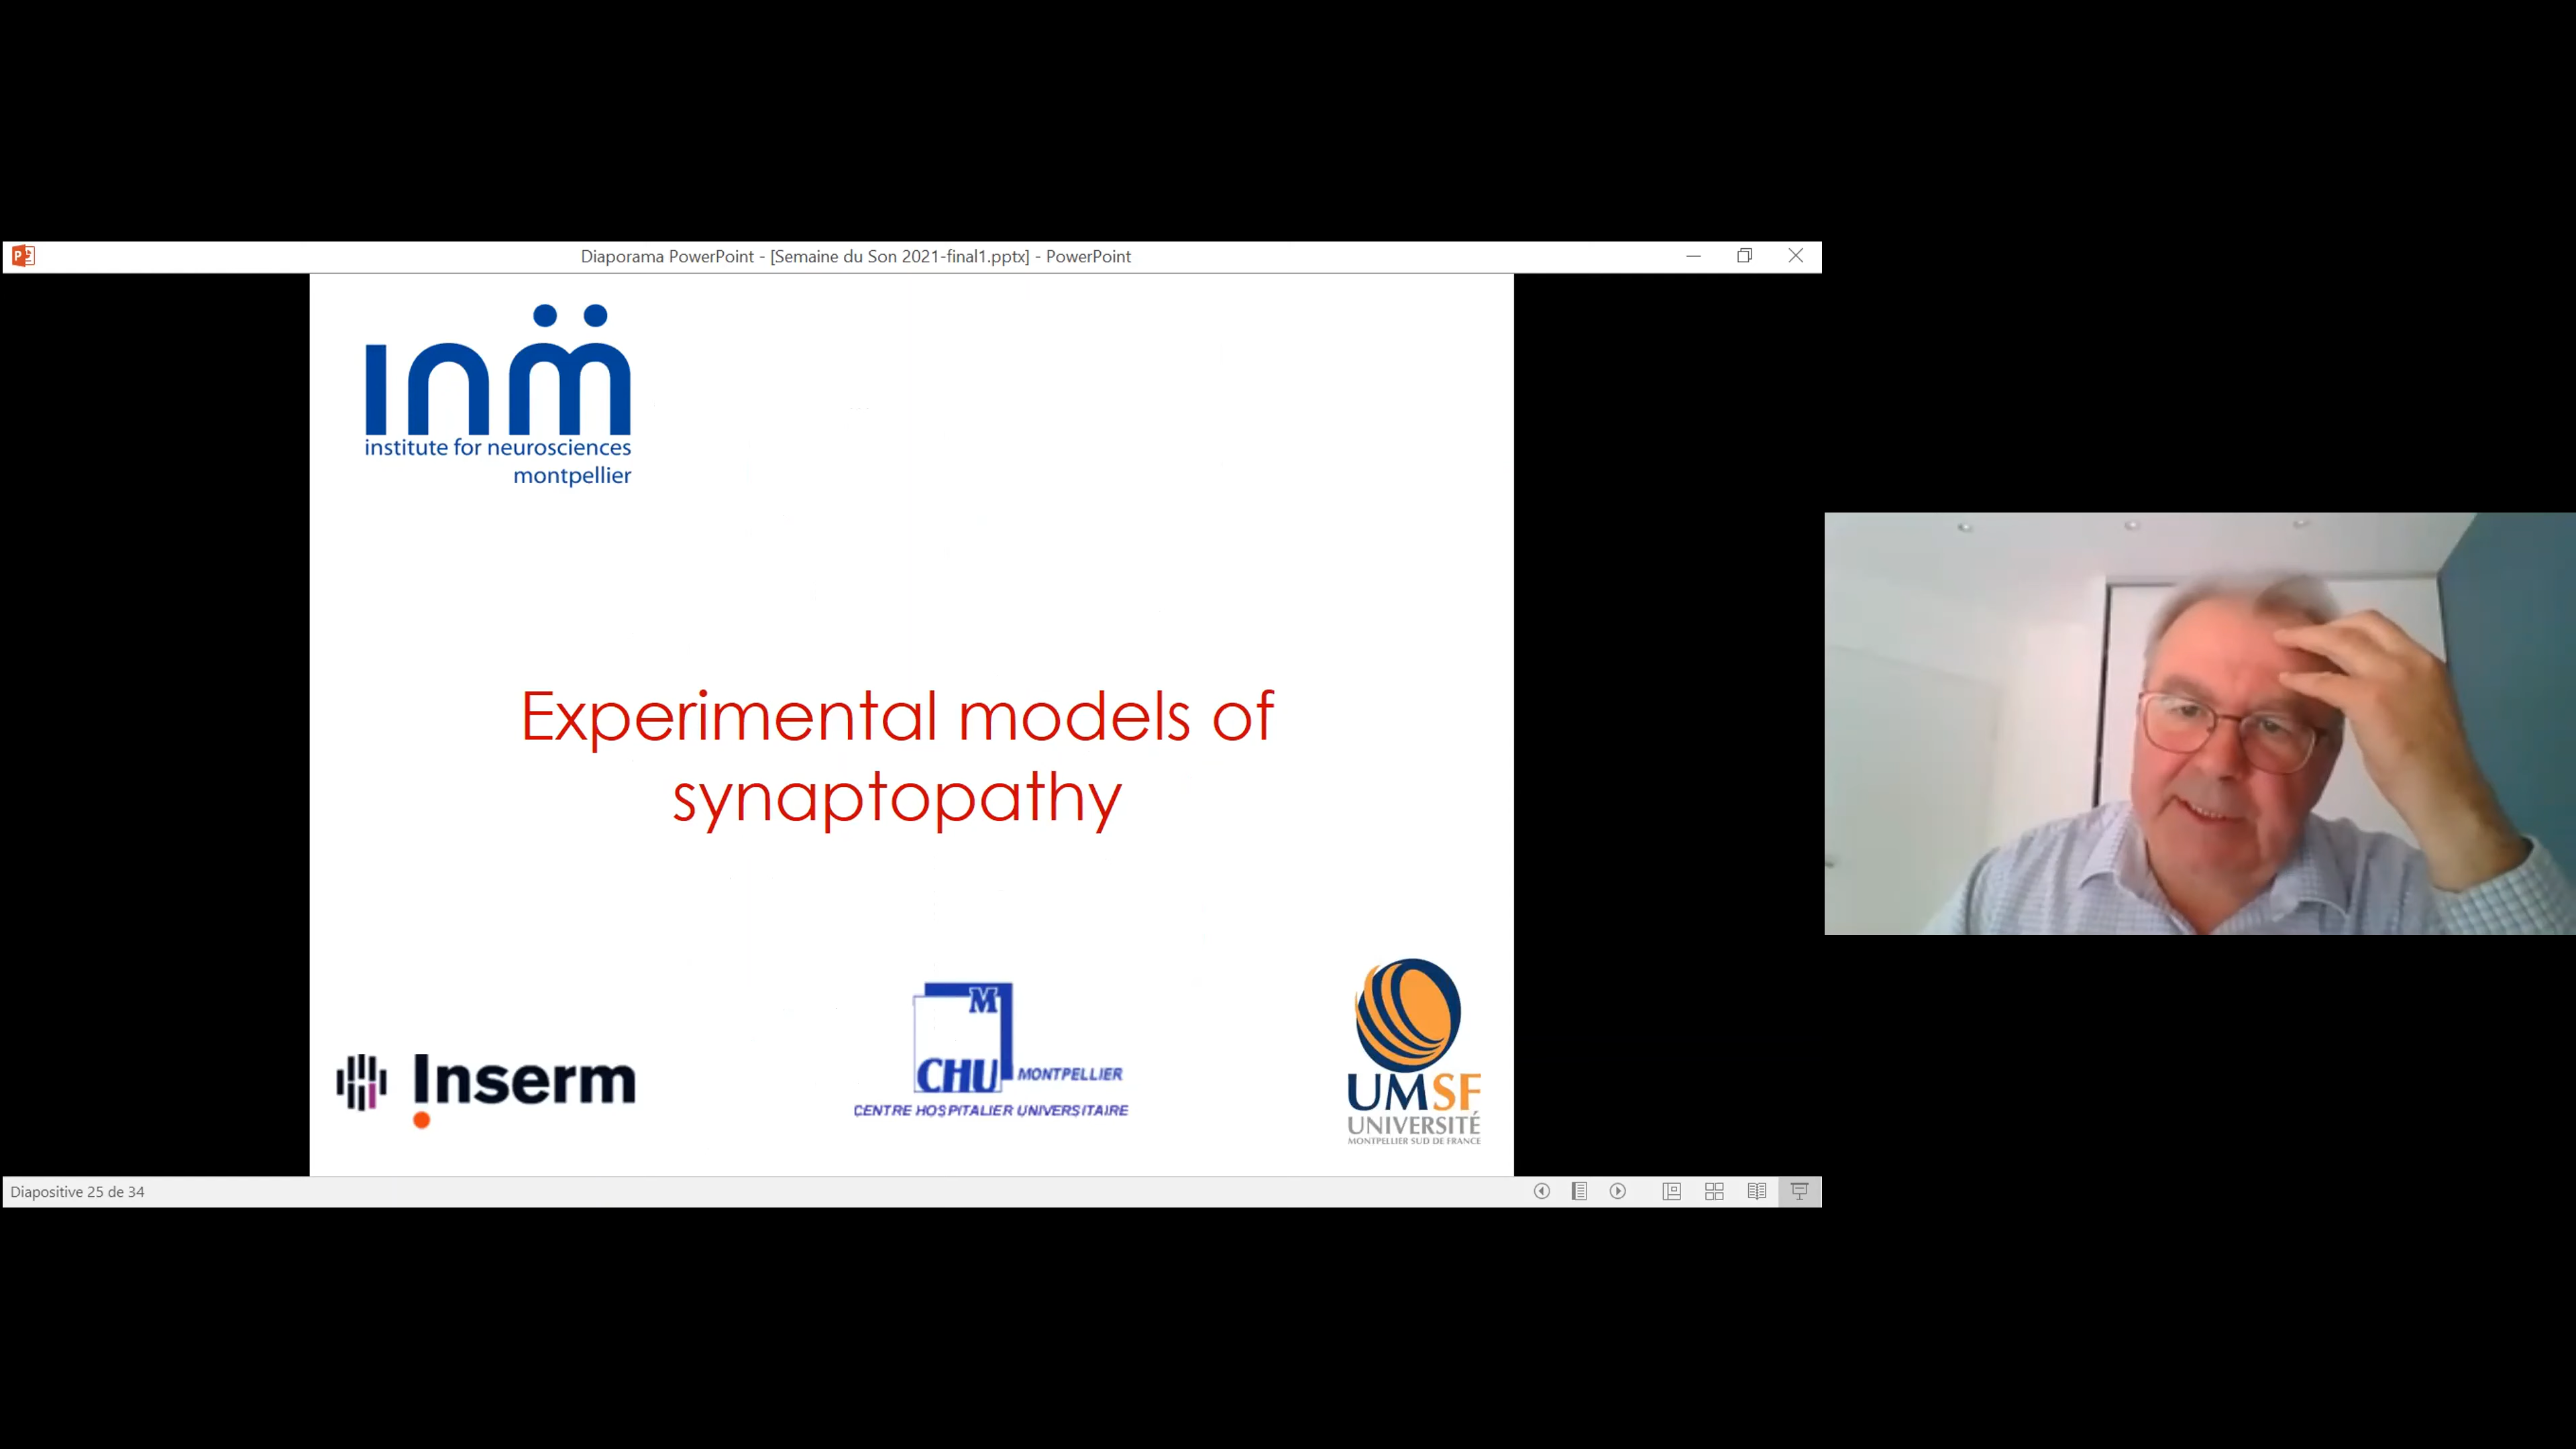 Diaporama PowerPoint - [Semaine du Son 2021-final1.pptx] - PowerPoint
inm
institute for neurosciences
montpellier
Experimental models of
synaptopathy
Inserm
M
CHU MONTPELLIER
CENTRE HOSPITALIER UNIVERSITAIRE
UMSF
UNIVERSITÉ
MONTPELLIER SUD DE FRANCE
Diapositive 25 de 34